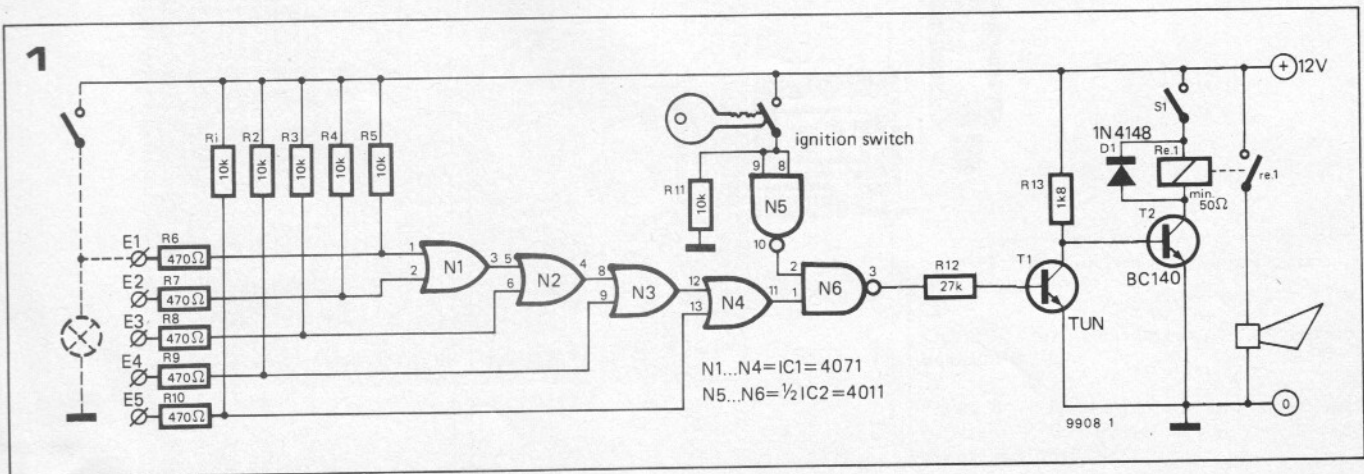 1
+ 12V
R1 R2 R3 R4 R5
10k 10k 10k 10k 10k
ignition switch
S1
1N4148
D1
Re.1
re.1
min.
50Ω
R11
10k
9 8
N5
10
R13
1k8
T2
BC140
E1 R6
470Ω
E2 R7
470Ω
E3 R8
470Ω
E4 R9
470Ω
E5 R10
470Ω
1
2
N1
3 5
6
N2
4 8
9
N3
12
13
N4
11
2
1
N6
3
R12
27k
T1
TUN
N1...N4=IC1=4071
N5...N6=½IC2=4011
9908 1
0